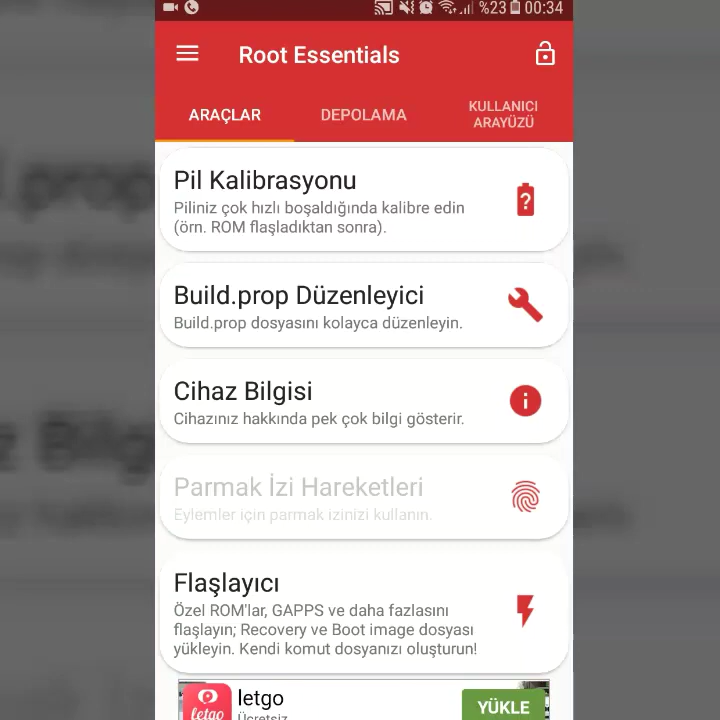 %23 00:34
Root Essentials
ARAÇLAR
DEPOLAMA
KULLANICI
ARAYÜZÜ
Pil Kalibrasyonu
Piliniz çok hızlı boşaldığında kalibre edin
(örn. ROM flaşladıktan sonra).
Build.prop Düzenleyici
Build.prop dosyasını kolayca düzenleyin.
Cihaz Bilgisi
Cihazınız hakkında pek çok bilgi gösterir.
Parmak İzi Hareketleri
Eylemler için parmak izinizi kullanın.
Flaşlayıcı
Özel ROM'lar, GAPPS ve daha fazlasını
flaşlayın; Recovery ve Boot image dosyası
yükleyin. Kendi komut dosyanızı oluşturun!
letgo
letgo
Ücretsiz
YÜKLE